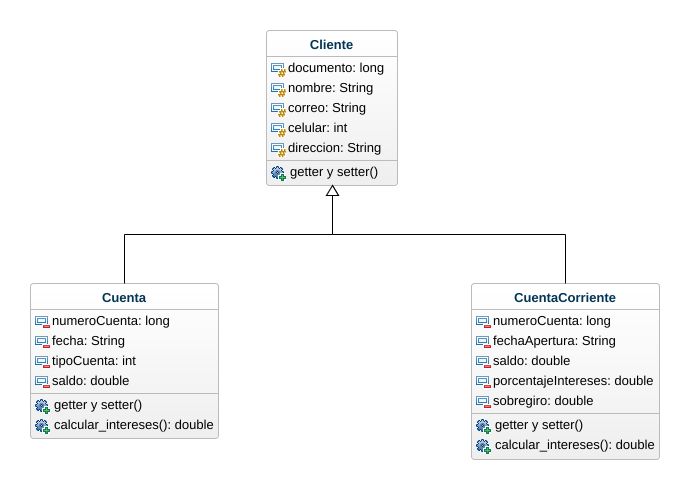 Cliente
documento: long
nombre: String
correo: String
celular: int
direccion: String
getter y setter()
Cuenta
numeroCuenta: long
fecha: String
tipoCuenta: int
saldo: double
getter y setter()
calcular_intereses(): double
CuentaCorriente
numeroCuenta: long
fechaApertura: String
saldo: double
porcentajeIntereses: double
sobregiro: double
getter y setter()
calcular_intereses(): double